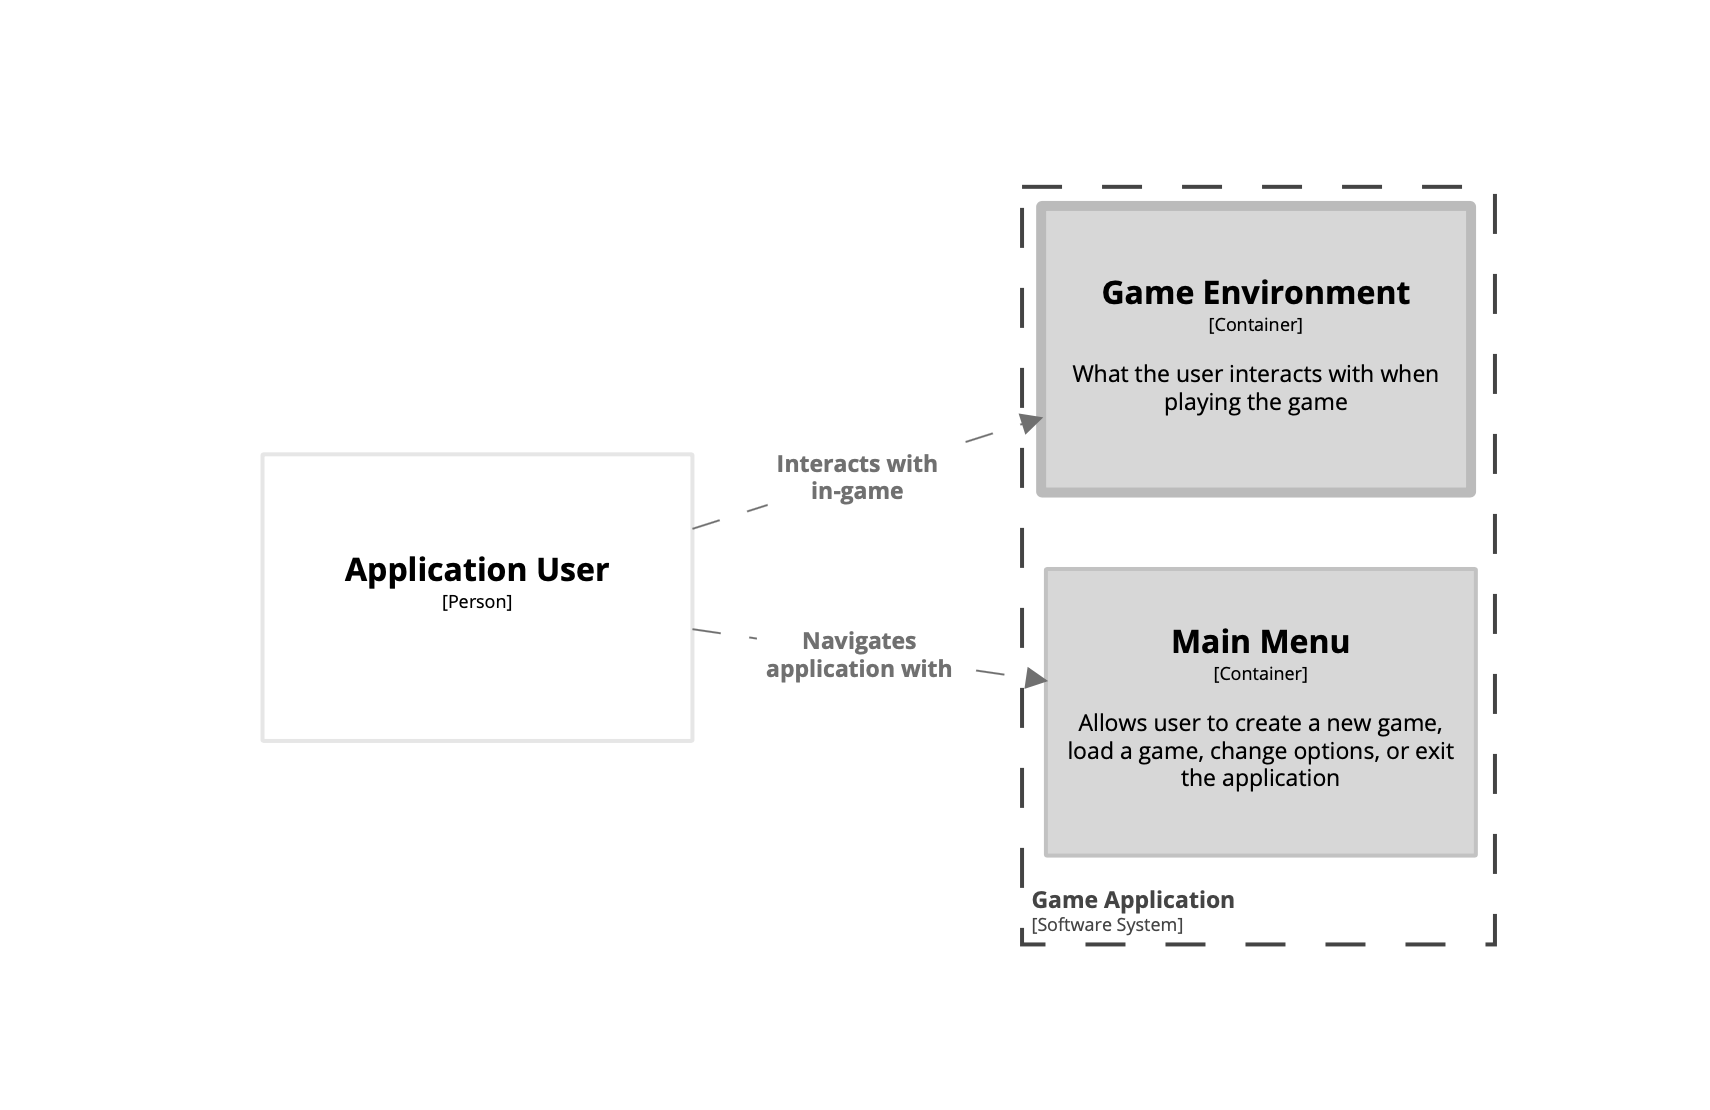 Application User
[Person]
Interacts with
in-game
Navigates
application with
Game Environment
[Container]
What the user interacts with when
playing the game
Main Menu
[Container]
Allows user to create a new game,
load a game, change options, or exit
the application
Game Application
[Software System]